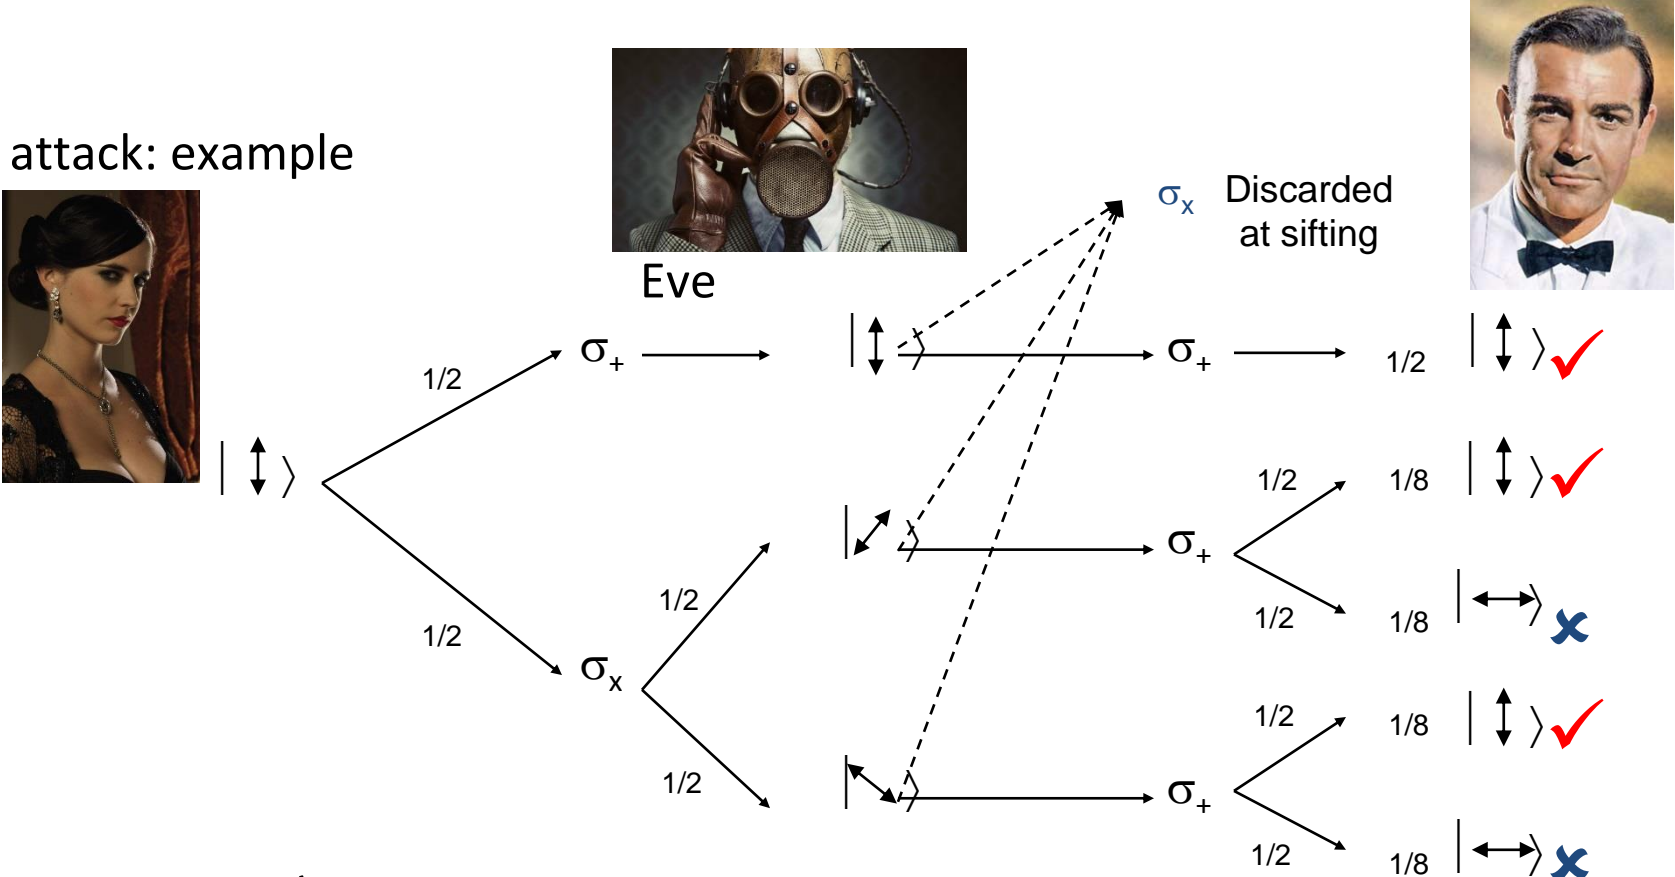 attack: example
Eve
σx Discarded
at sifting
1/2 σ+ |↕⟩ σ+ 1/2 |↕⟩ ✓
|↕⟩
1/2 1/8 |↕⟩ ✓
|⤢⟩ σ+
1/2 1/2 1/8 |↔⟩ ✗
1/2 σx
1/2 1/8 |↕⟩ ✓
1/2 |⤡⟩ σ+
1/2 1/8 |↔⟩ ✗